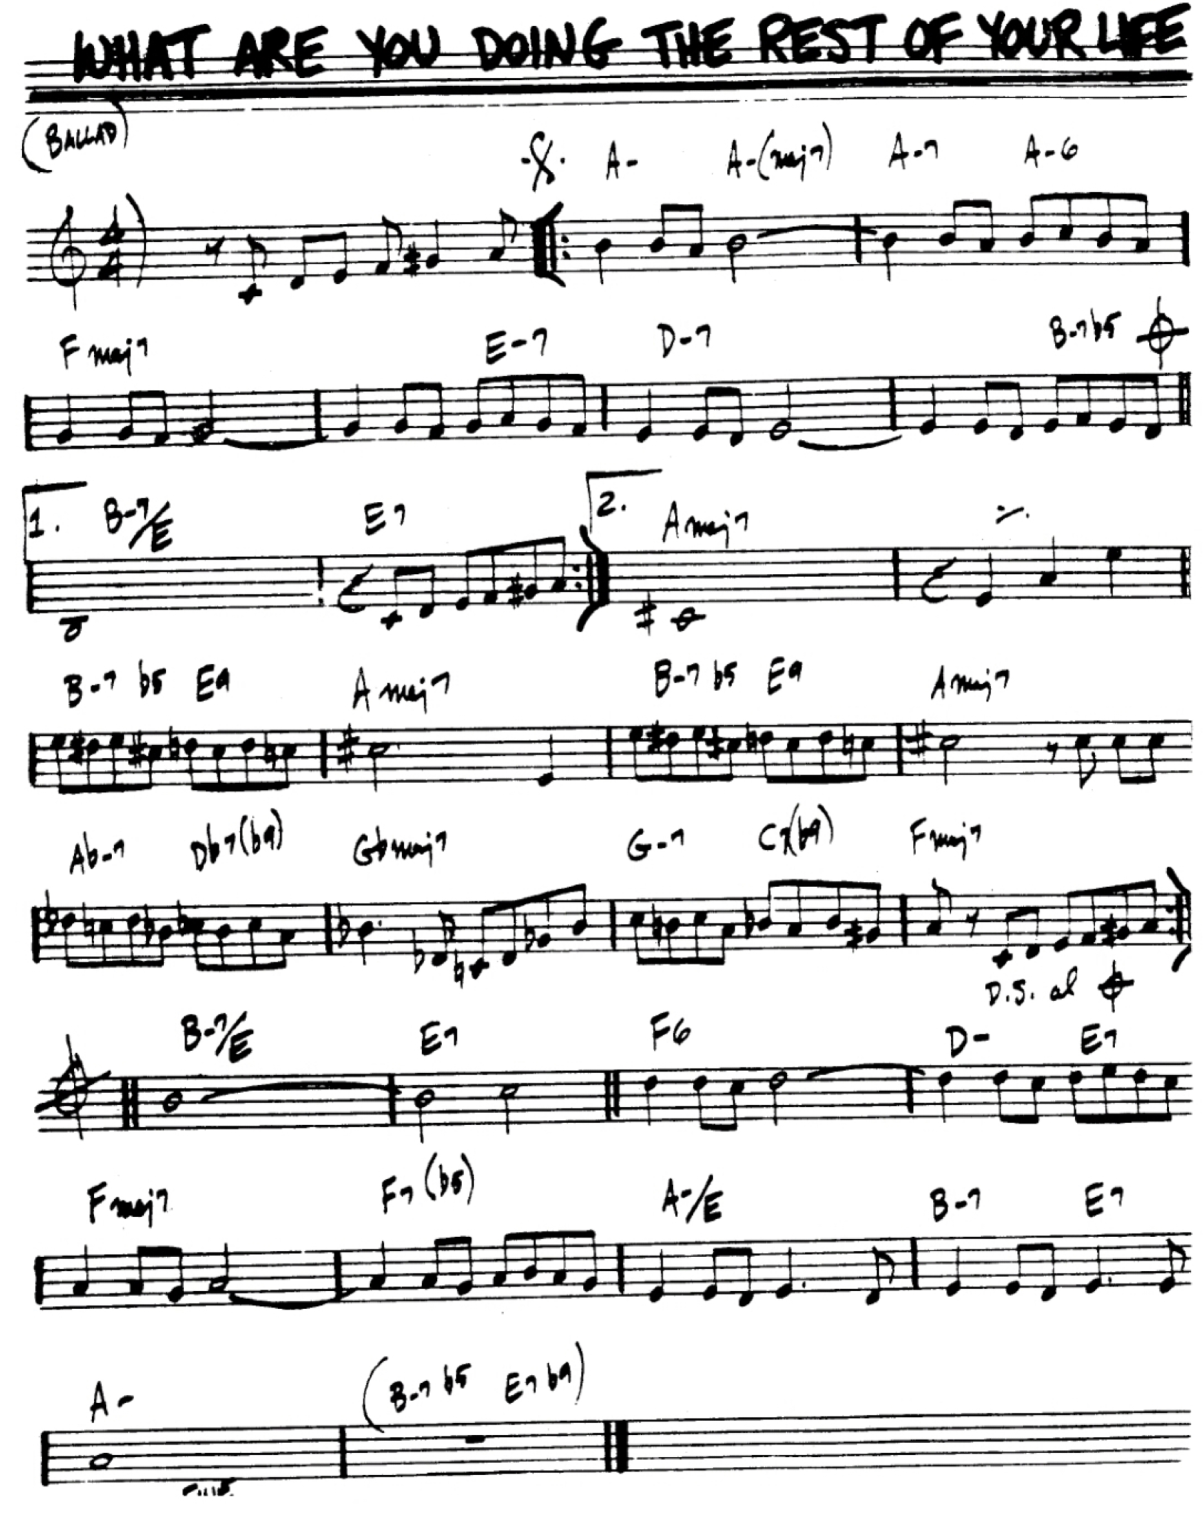 WHAT ARE YOU DOING THE REST OF YOUR LIFE
(BALLAD)
A- A-(maj7) A-7 A-6
4/4
Fmaj7 E-7 D-7 B-7b5
1. B-7/E E7 2. Amaj7
B-7 b5 E9 Amaj7 B-7 b5 E9 Amaj7
Ab-7 Db7(b9) Gbmaj7 G-7 C7(b9) Fmaj7
D.S. al
B-7/E E7 F6 D- E7
Fmaj7 F7(b5) A-/E B-7 E7
A- (B-7 b5 E7 b9)